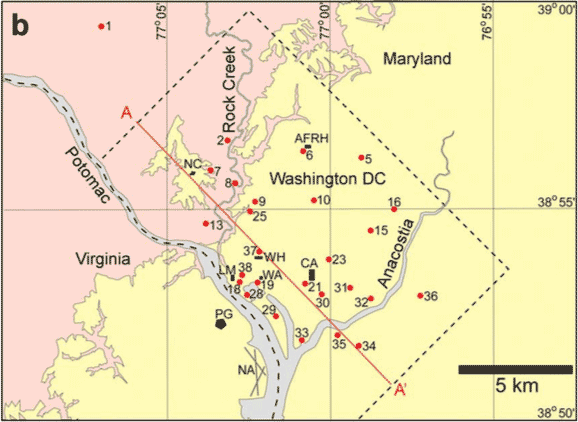 b
77°05'
77°00'
76°55'
39°00'
1
Maryland
Rock Creek
A
2
AFRH
6
5
Potomac
NC
7
8
Washington DC
9
10
16
25
38°55'
13
15
Anacostia
Virginia
37
WH
23
LM
38
WA
CA
18
19
21
31
28
30
32
36
29
PG
33
35
34
NA
A'
5 km
38°50'